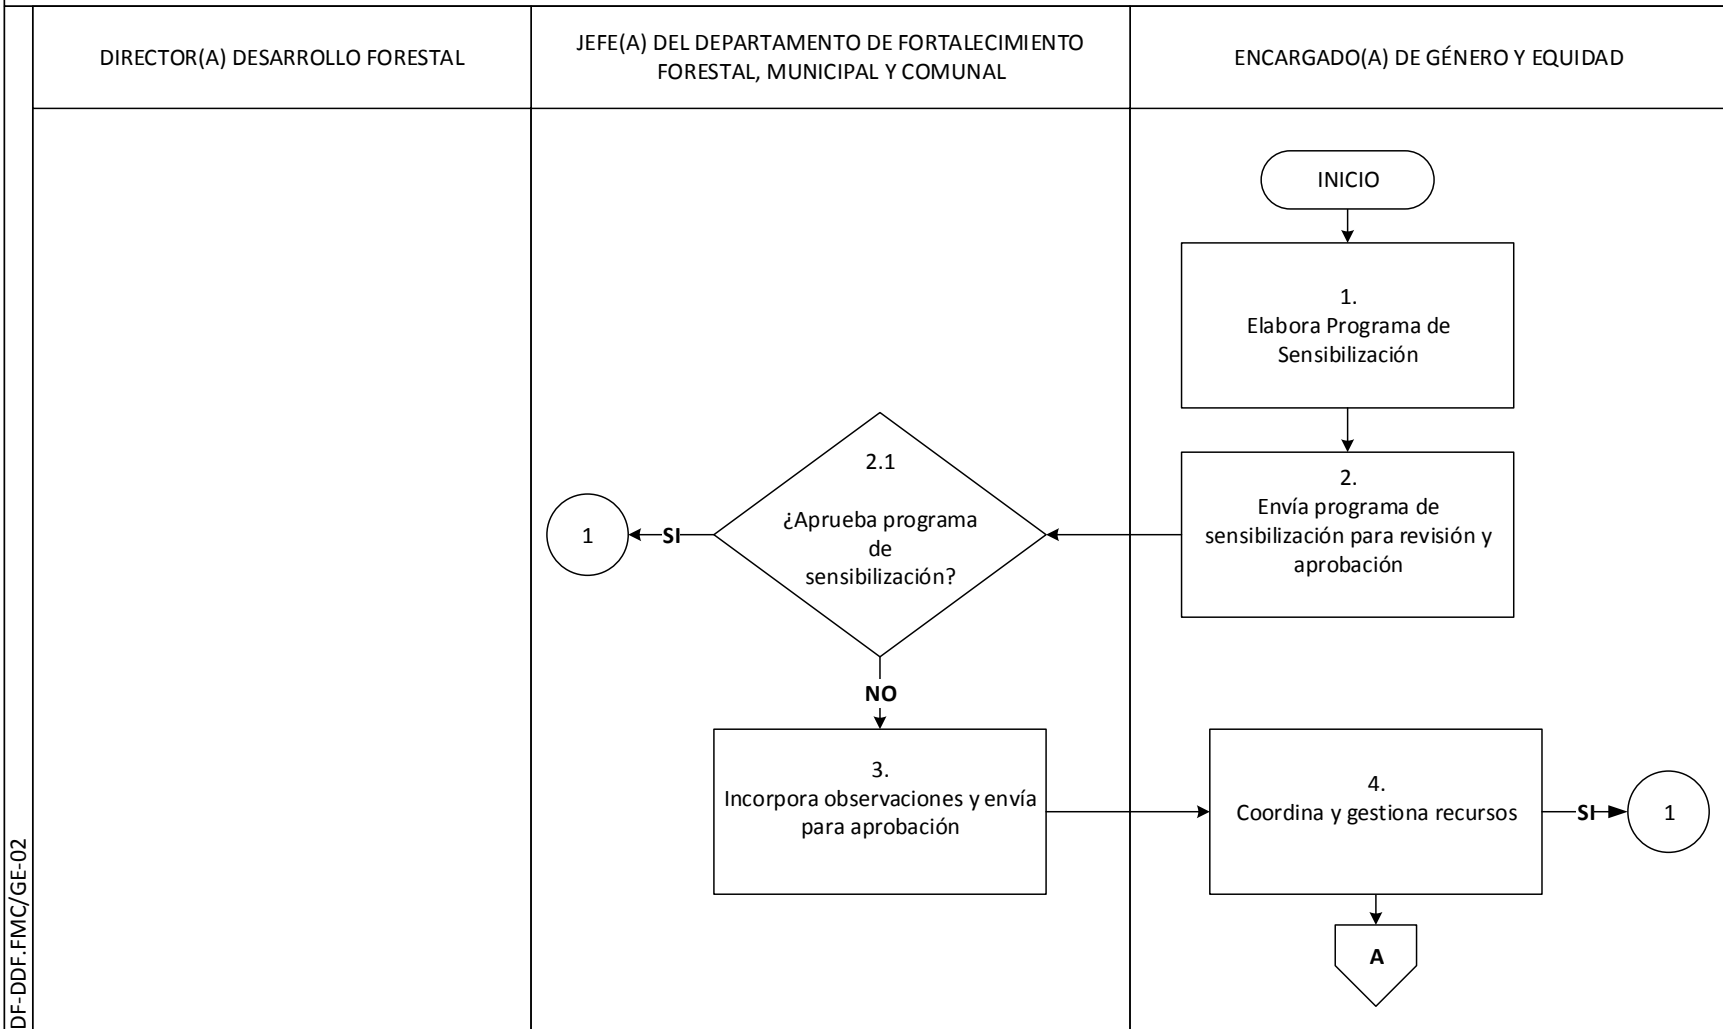 DIRECTOR(A) DESARROLLO FORESTAL
JEFE(A) DEL DEPARTAMENTO DE FORTALECIMIENTO
FORESTAL, MUNICIPAL Y COMUNAL
ENCARGADO(A) DE GÉNERO Y EQUIDAD
INICIO
1.
Elabora Programa de
Sensibilización
2.
Envía programa de
sensibilización para revisión y
aprobación
2.1
¿Aprueba programa
de
sensibilización?
SI
1
NO
3.
Incorpora observaciones y envía
para aprobación
4.
Coordina y gestiona recursos
SI
1
A
DF-DDF.FMC/GE-02